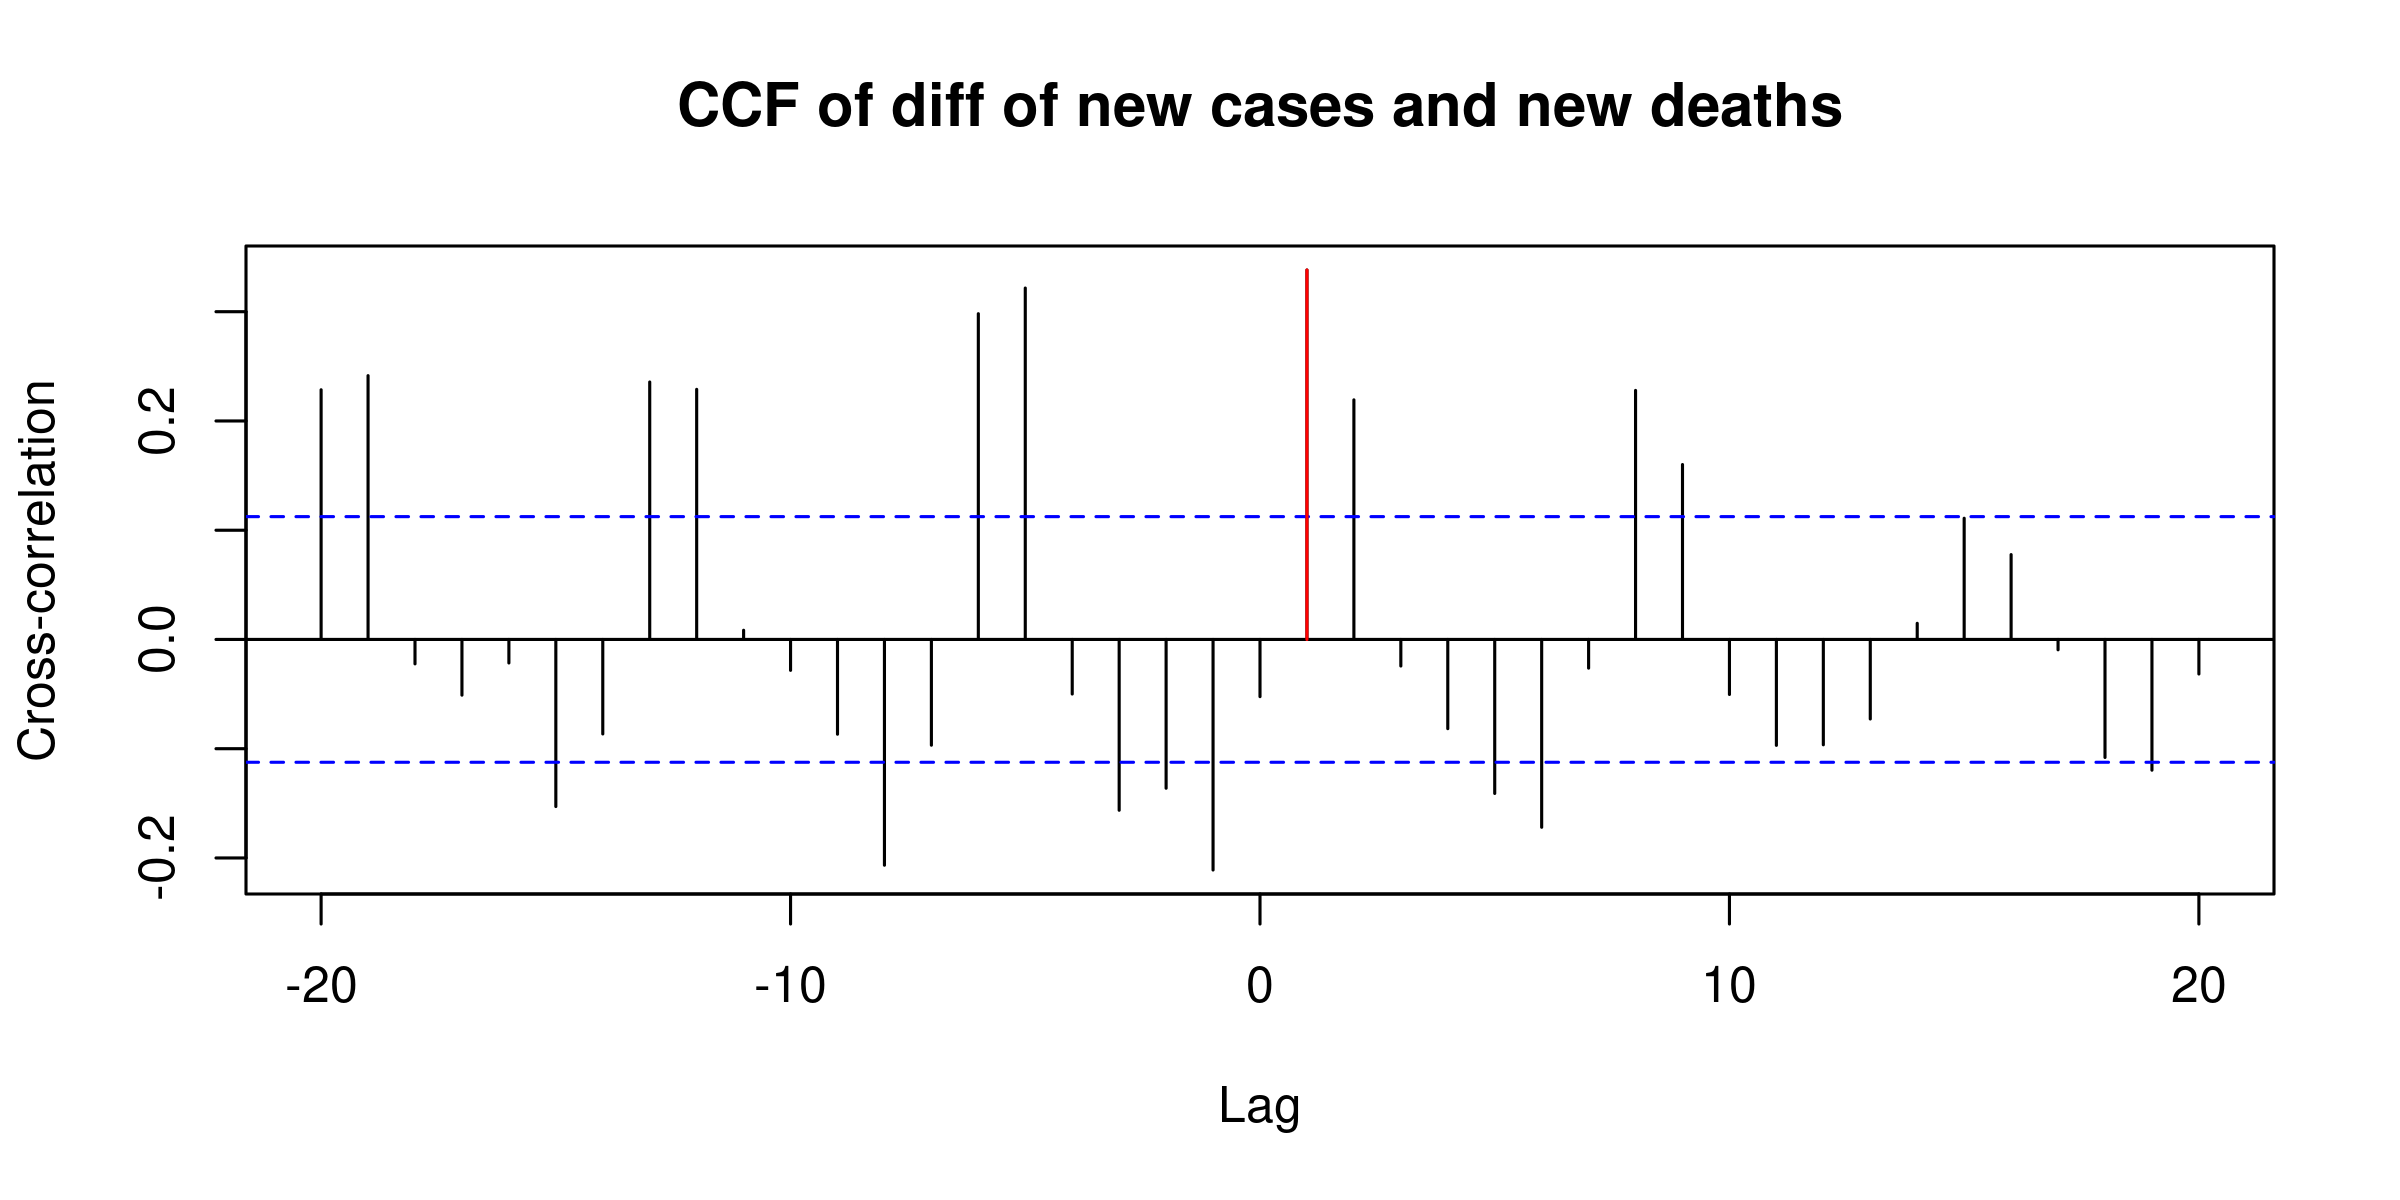 CCF of diff of new cases and new deaths
Cross-correlation
0.2
0.0
-0.2
-20 -10 0 10 20
Lag